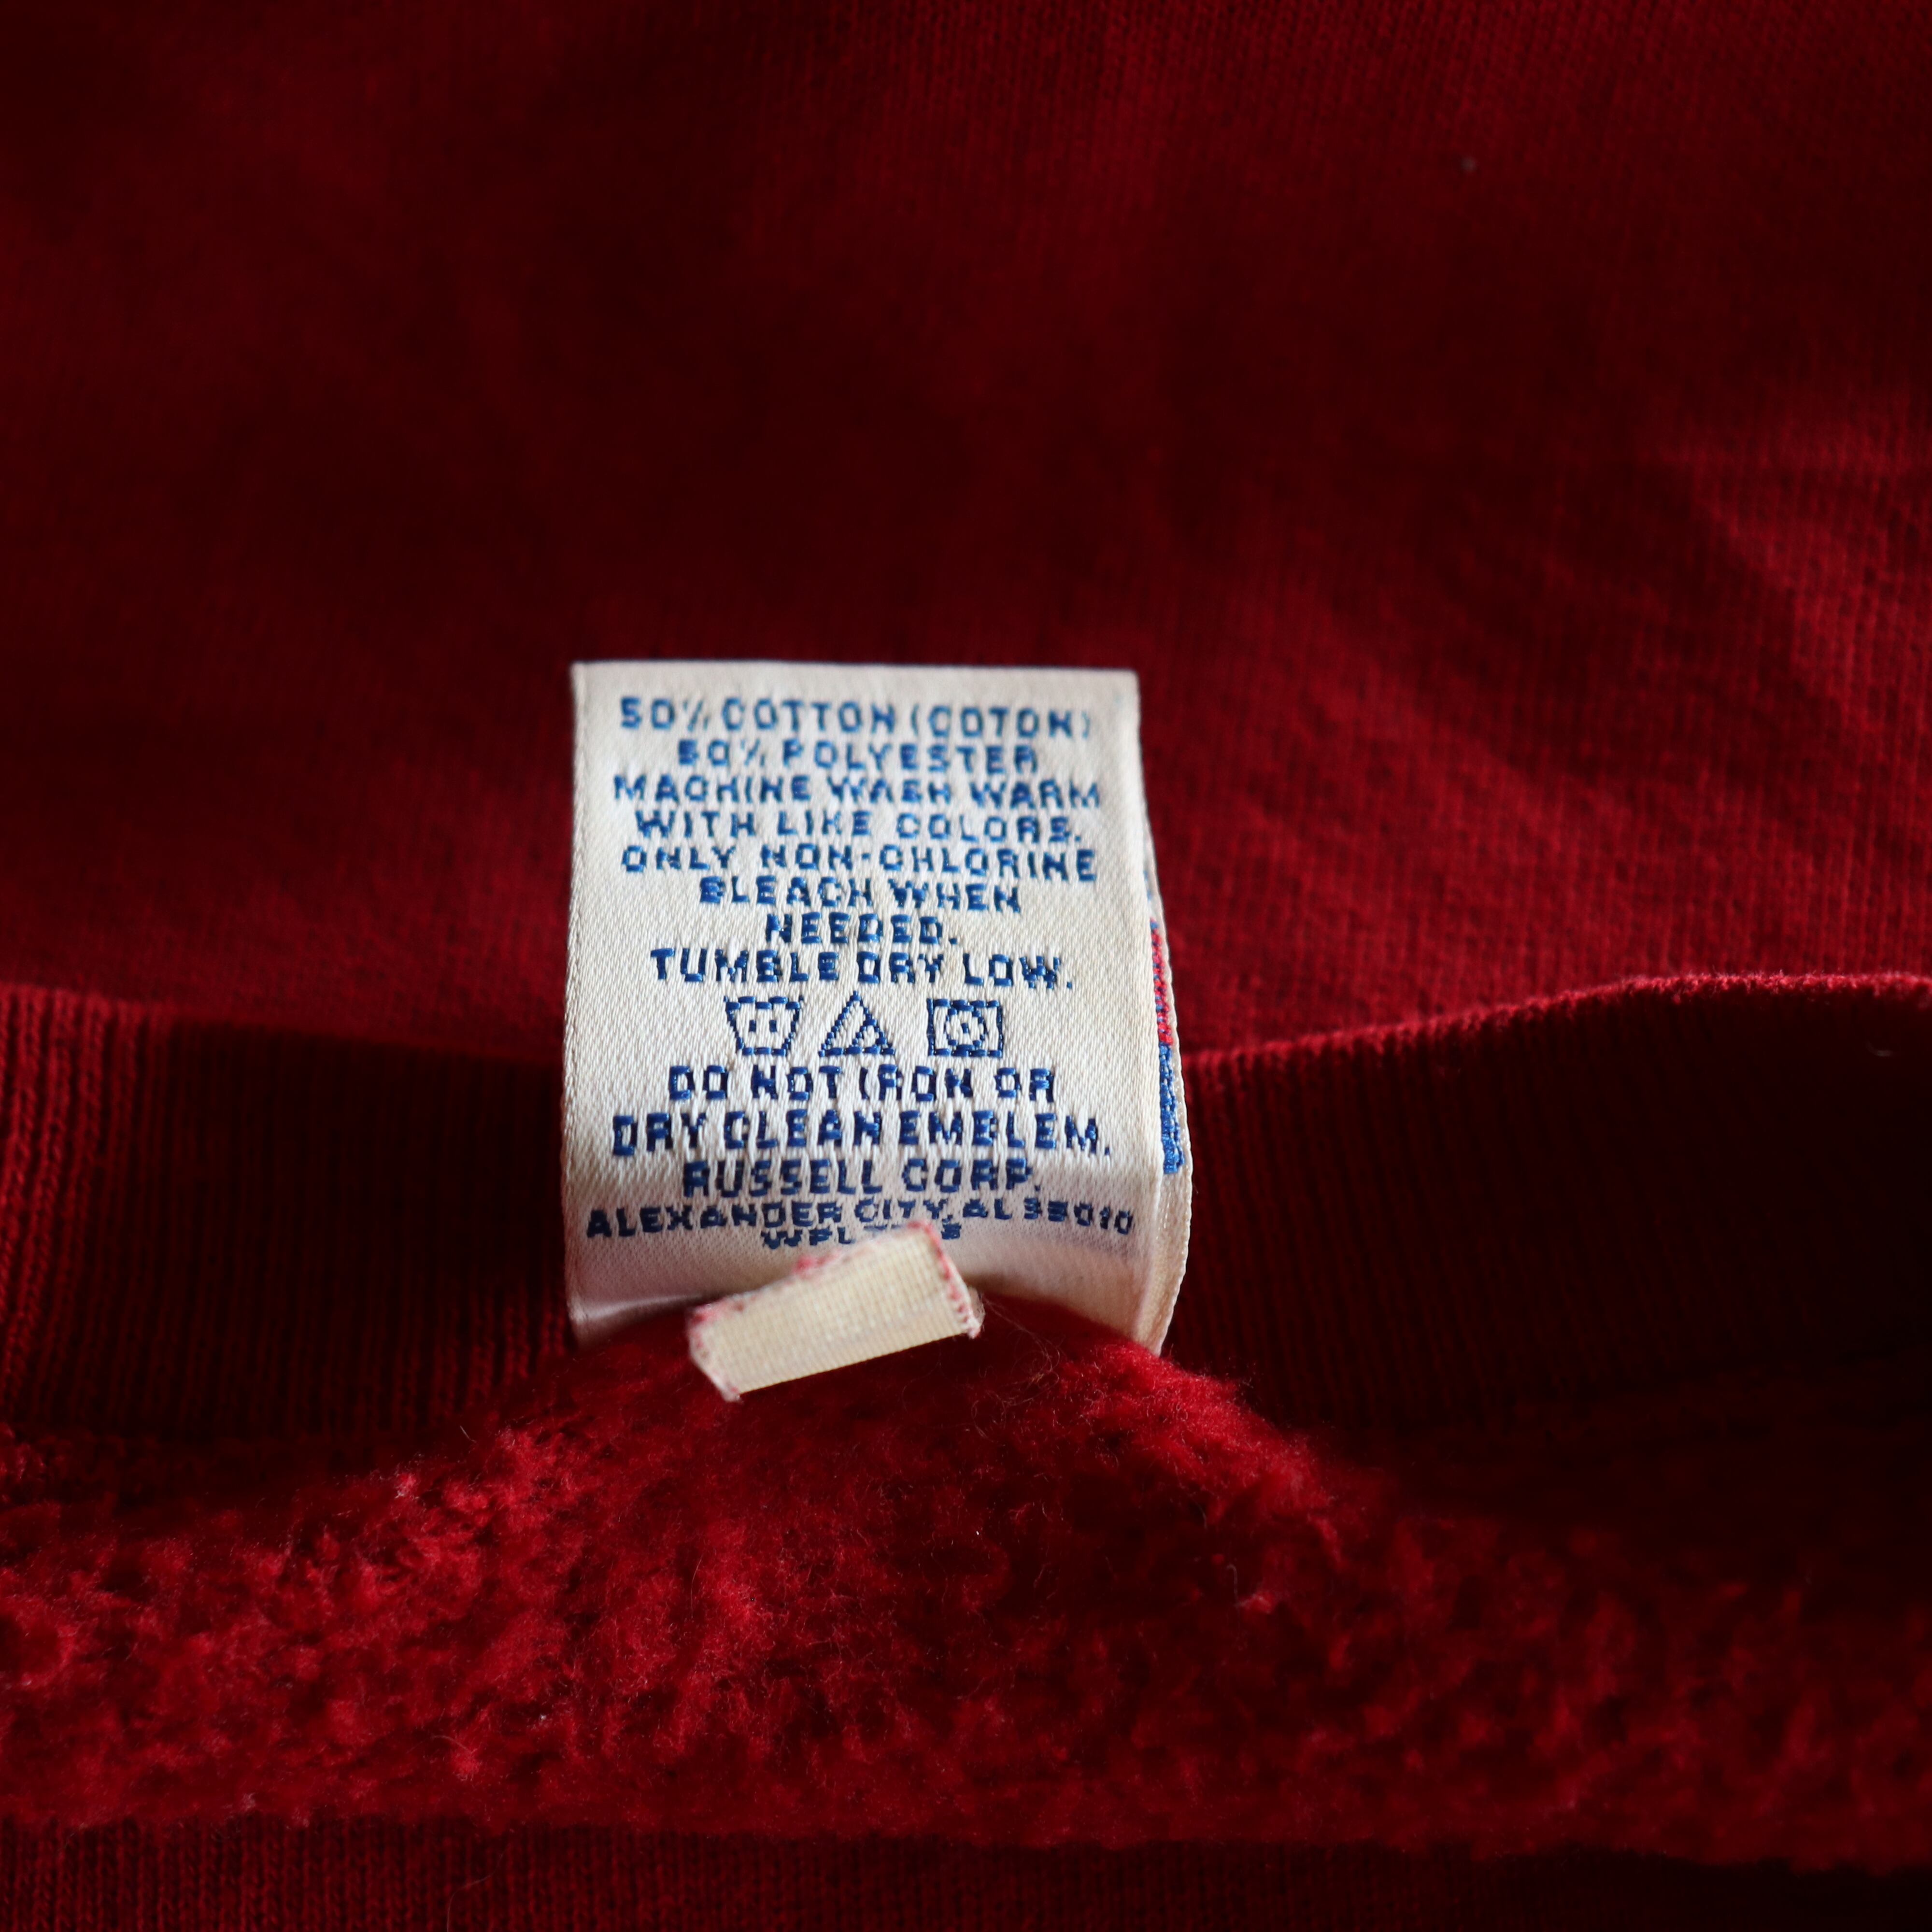 50% COTTON (COTON)
50% POLYESTER
MACHINE WASH WARM
WITH LIKE COLORS.
ONLY NON-CHLORINE
BLEACH WHEN
NEEDED.
TUMBLE DRY LOW.
DO NOT IRON OR
DRY CLEAN EMBLEM.
RUSSELL CORP.
ALEXANDER CITY, AL 35010